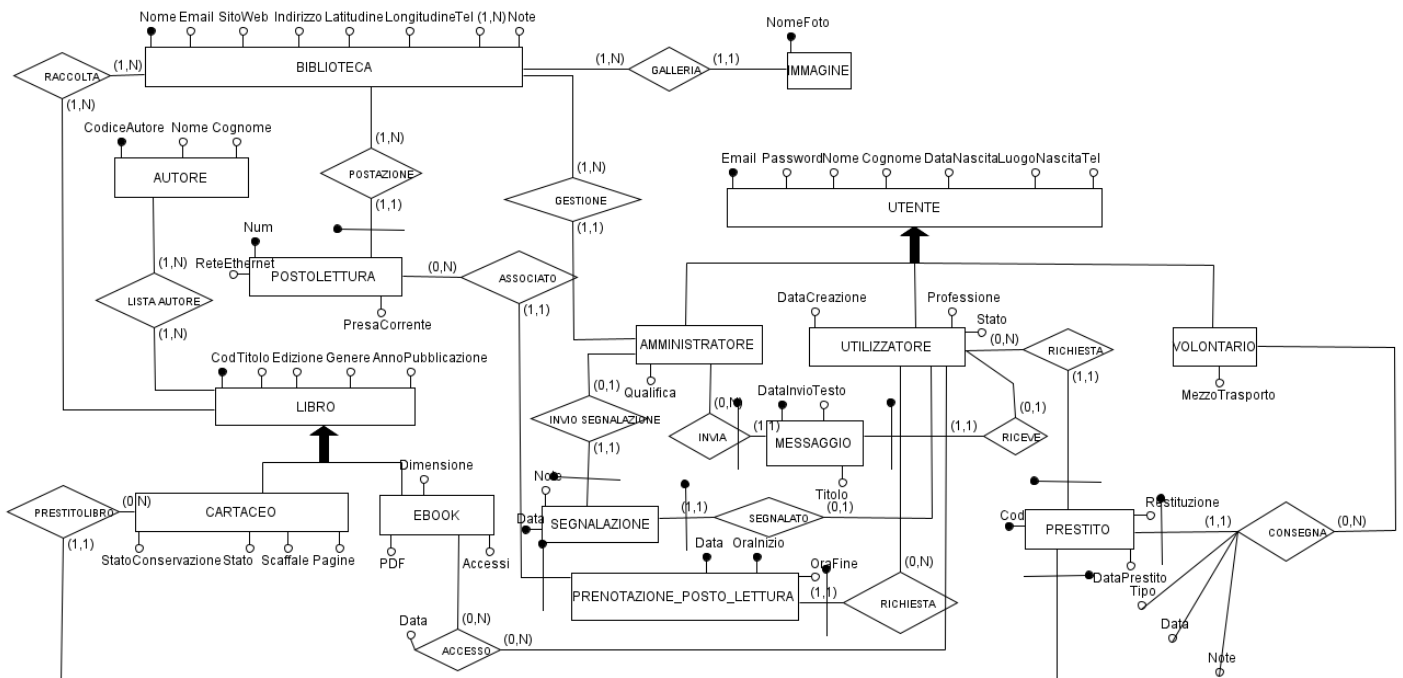 Nome Email SitoWeb Indirizzo Latitudine LongitudineTel (1,N) Note
NomeFoto
BIBLIOTECA
RACCOLTA
(1,N)
(1,N)
GALLERIA
(1,1)
IMMAGINE
(1,N)
CodiceAutore Nome Cognome
AUTORE
(1,N)
POSTAZIONE
(1,1)
(1,N)
GESTIONE
(1,1)
Email PasswordNome Cognome DataNascita LuogoNascitaTel
UTENTE
Num
ReteEthernet
POSTOLETTURA
PresaCorrente
(0,N)
ASSOCIATO
(1,1)
(1,N)
LISTA AUTORE
(1,N)
DataCreazione
Professione
Stato
AMMINISTRATORE
UTILIZZATORE
(0,N)
RICHIESTA
(1,1)
VOLONTARIO
MezzoTrasporto
Qualifica
CodTitolo Edizione Genere AnnoPubblicazione
LIBRO
(0,1)
INVIO SEGNALAZIONE
(1,1)
(0,N)
INVIA
(1,1)
DataInvioTesto
MESSAGGIO
Titolo
(1,1)
RICEVE
(0,1)
Dimensione
PRESTITOLIBRO
(0,N)
(1,1)
CARTACEO
StatoConservazione Stato Scaffale Pagine
EBOOK
PDF
Accessi
Note
Data
SEGNALAZIONE
(1,1)
SEGNALATO
(0,1)
Data OraInizio
OraFine
PRENOTAZIONE_POSTO_LETTURA
(1,1)
RICHIESTA
(0,N)
Restituzione
Cod
PRESTITO
DataPrestito
(1,1)
CONSEGNA
(0,N)
Tipo
Data
Note
Data
(0,N)
ACCESSO
(0,N)